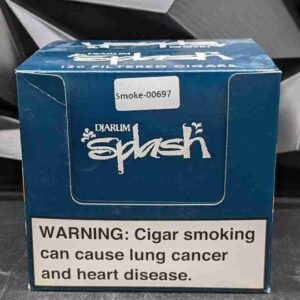 120 FILTERED CIGARS
Smoke-00697
DJARUM
Splash
WARNING: Cigar smoking
can cause lung cancer
and heart disease.